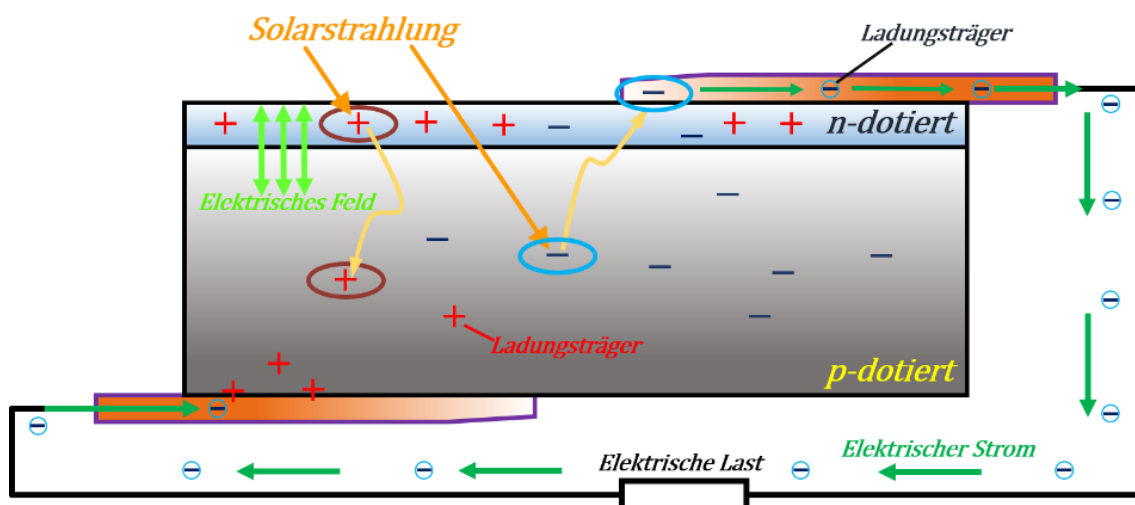 Solarstrahlung
Ladungsträger
n-dotiert
Elektrisches Feld
Ladungsträger
p-dotiert
Elektrische Last
Elektrischer Strom